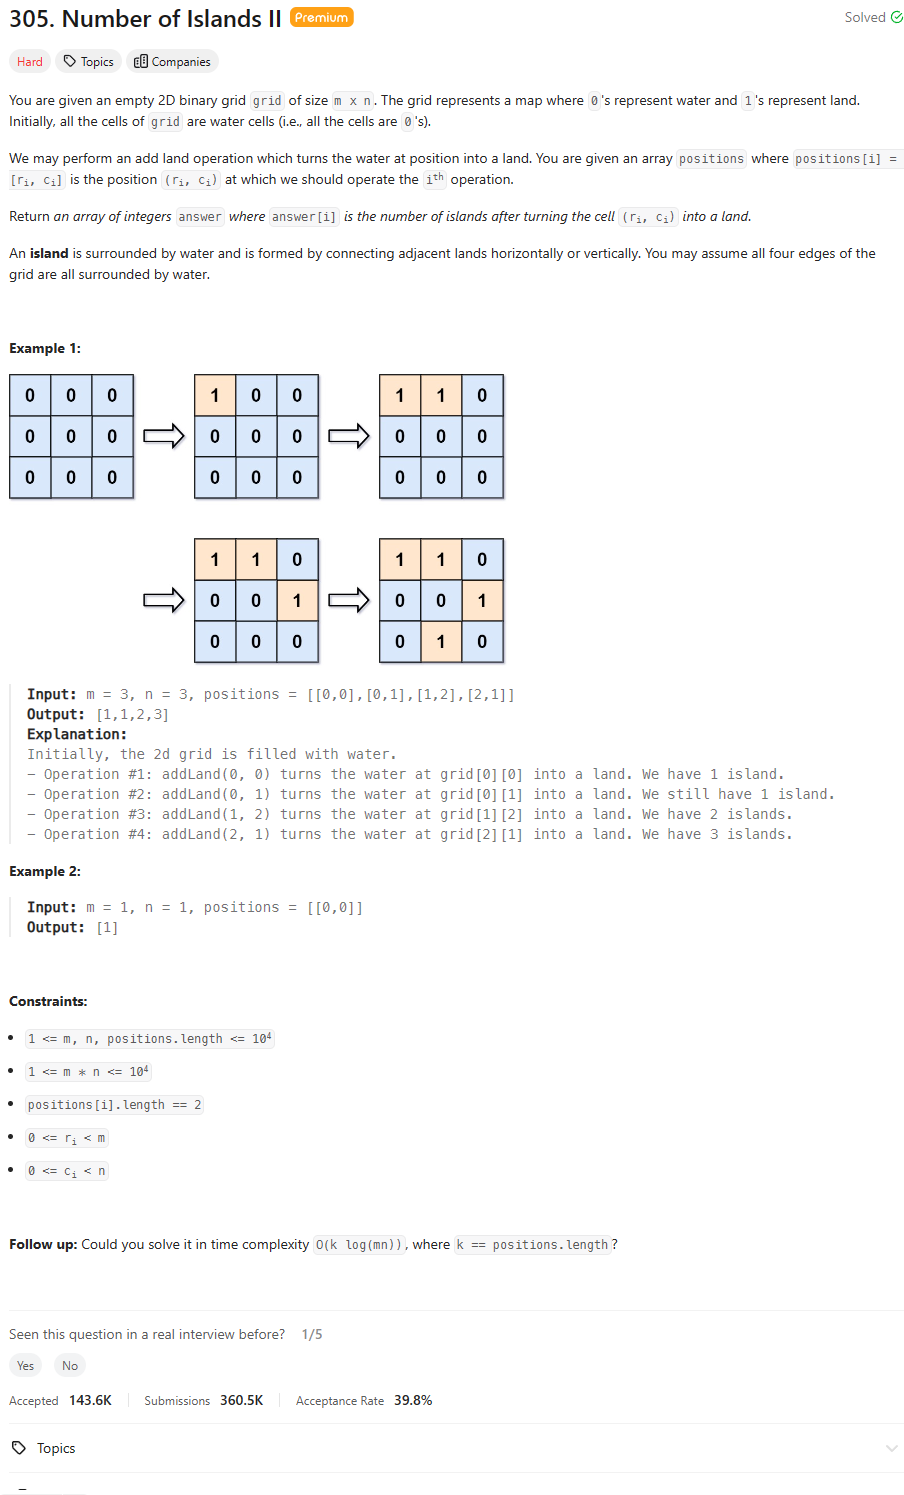 305. Number of Islands II Premium Solved
Hard Topics Companies
You are given an empty 2D binary grid grid of size m x n. The grid represents a map where 0's represent water and 1's represent land.
Initially, all the cells of grid are water cells (i.e., all the cells are 0's).
We may perform an add land operation which turns the water at position into a land. You are given an array positions where positions[i] =
[rᵢ, cᵢ] is the position (rᵢ, cᵢ) at which we should operate the iᵗʰ operation.
Return an array of integers answer where answer[i] is the number of islands after turning the cell (rᵢ, cᵢ) into a land.
An island is surrounded by water and is formed by connecting adjacent lands horizontally or vertically. You may assume all four edges of the
grid are all surrounded by water.
Example 1:
0 0 0 1 0 0 1 1 0
0 0 0 0 0 0 0 0 0
0 0 0 0 0 0 0 0 0
1 1 0 1 1 0
0 0 1 0 0 1
0 0 0 0 1 0
Input: m = 3, n = 3, positions = [[0,0],[0,1],[1,2],[2,1]]
Output: [1,1,2,3]
Explanation:
Initially, the 2d grid is filled with water.
- Operation #1: addLand(0, 0) turns the water at grid[0][0] into a land. We have 1 island.
- Operation #2: addLand(0, 1) turns the water at grid[0][1] into a land. We still have 1 island.
- Operation #3: addLand(1, 2) turns the water at grid[1][2] into a land. We have 2 islands.
- Operation #4: addLand(2, 1) turns the water at grid[2][1] into a land. We have 3 islands.
Example 2:
Input: m = 1, n = 1, positions = [[0,0]]
Output: [1]
Constraints:
• 1 <= m, n, positions.length <= 10⁴
• 1 <= m * n <= 10⁴
• positions[i].length == 2
• 0 <= rᵢ < m
• 0 <= cᵢ < n
Follow up: Could you solve it in time complexity O(k log(mn)), where k == positions.length?
Seen this question in a real interview before? 1/5
Yes No
Accepted 143.6K Submissions 360.5K Acceptance Rate 39.8%
Topics